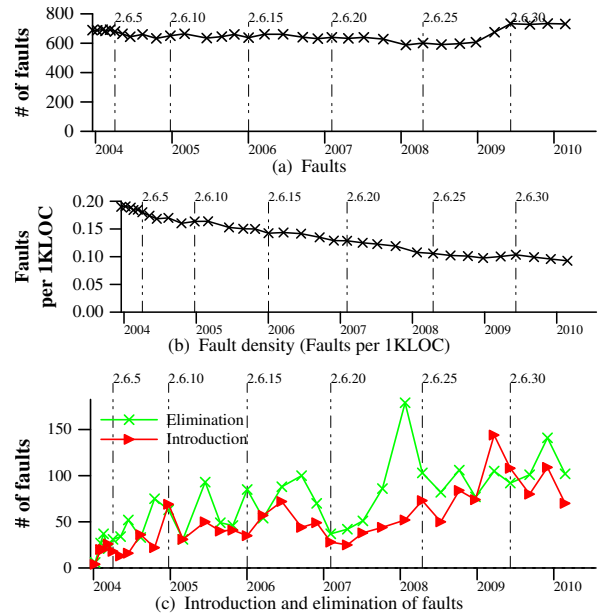 2.6.5 2.6.10 2.6.15 2.6.20 2.6.25 2.6.30
800
600
400
200
0
# of faults
2004 2005 2006 2007 2008 2009 2010
(a) Faults
2.6.5 2.6.10 2.6.15 2.6.20 2.6.25 2.6.30
0.20
0.15
0.10
0.05
0.00
Faults
per 1KLOC
2004 2005 2006 2007 2008 2009 2010
(b) Fault density (Faults per 1KLOC)
2.6.5 2.6.10 2.6.15 2.6.20 2.6.25 2.6.30
Elimination
Introduction
150
100
50
0
# of faults
2004 2005 2006 2007 2008 2009 2010
(c) Introduction and elimination of faults